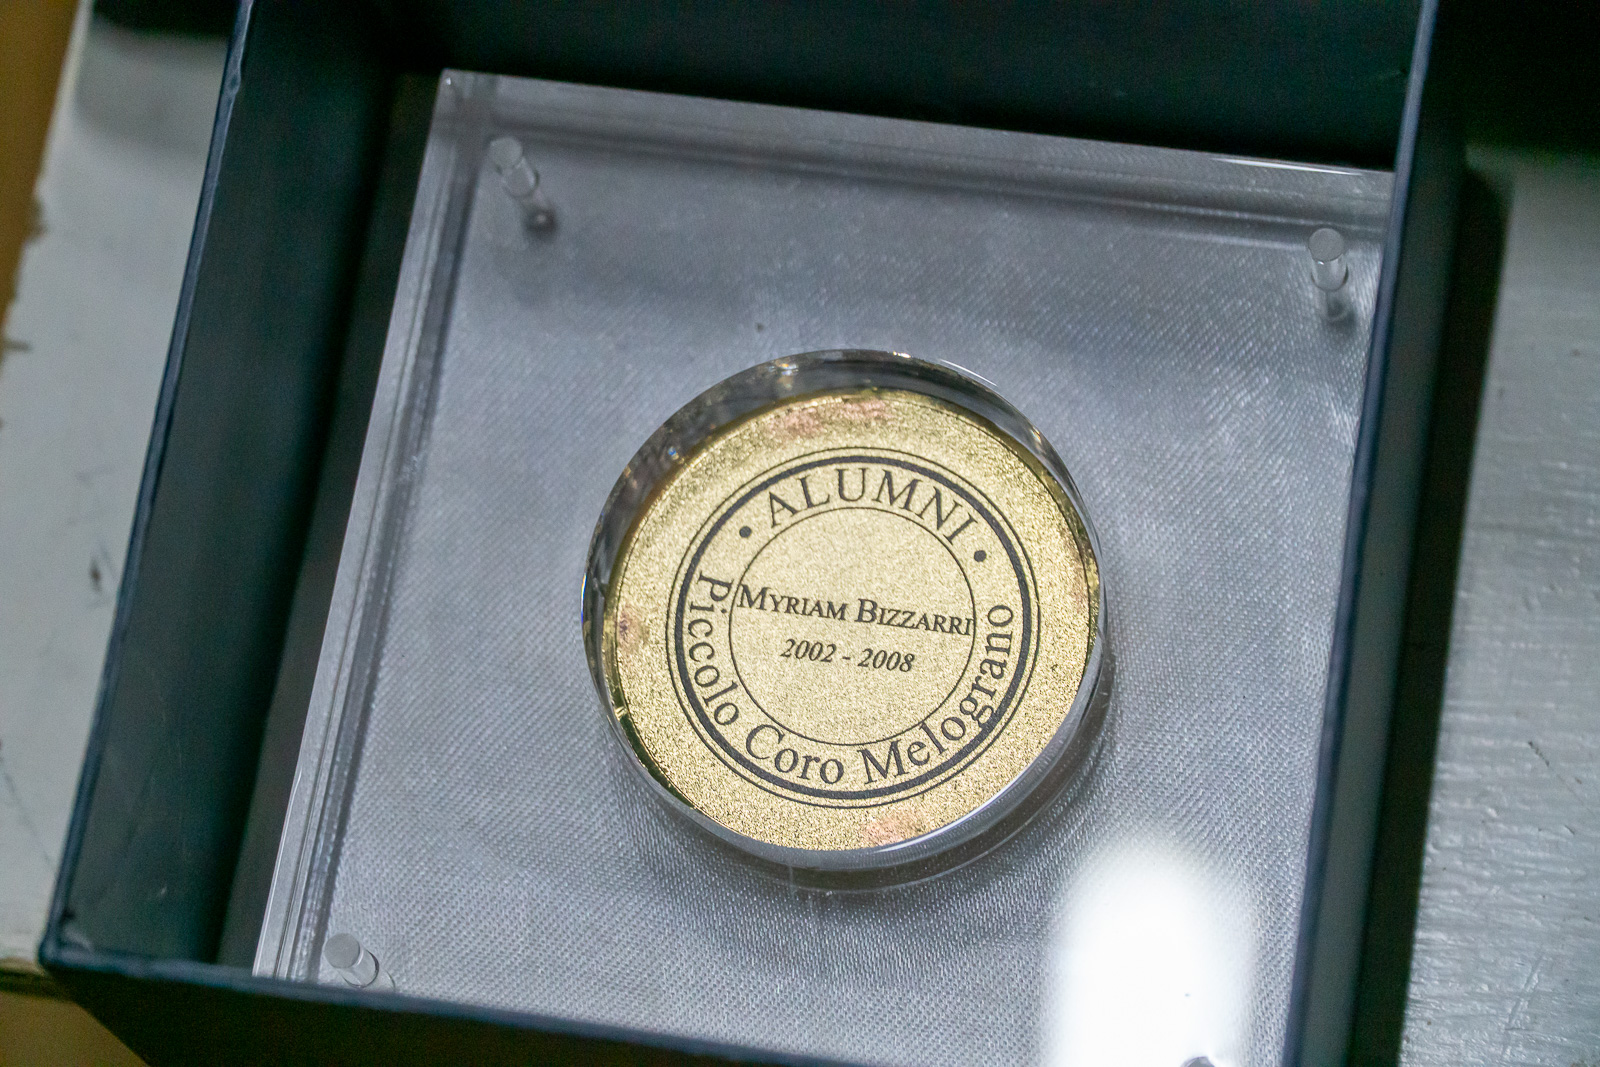 • ALUMNI •
MYRIAM BIZZARRI
2002 - 2008
Piccolo Coro Melograno